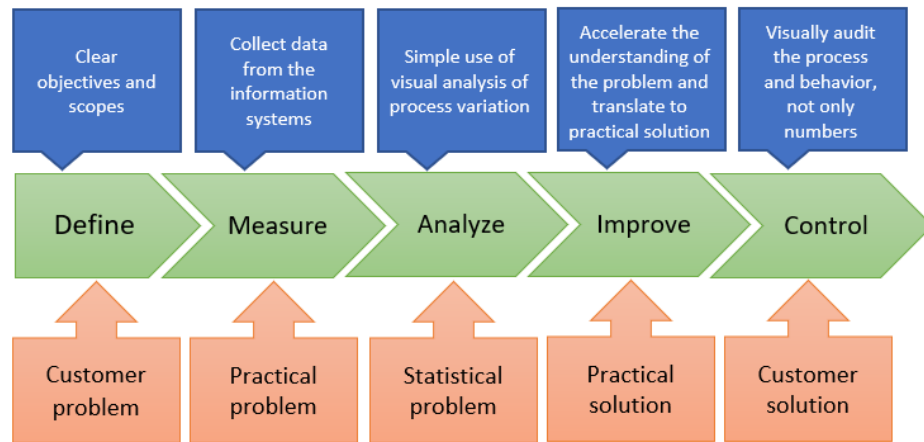 Clear
objectives and
scopes
Collect data
from the
information
systems
Simple use of
visual analysis of
process variation
Accelerate the
understanding of
the problem and
translate to
practical solution
Visually audit
the process
and behavior,
not only
numbers
Define
Measure
Analyze
Improve
Control
Customer
problem
Practical
problem
Statistical
problem
Practical
solution
Customer
solution